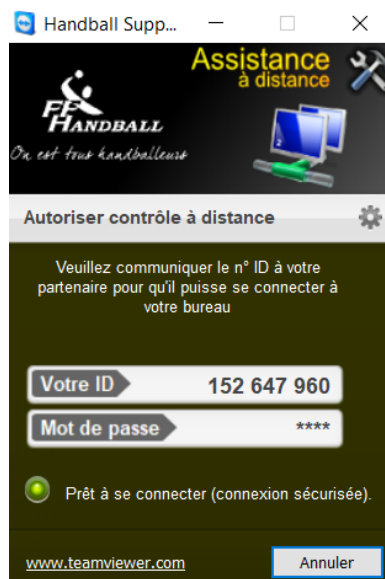 Handball Supp...
Assistance
à distance
FF
HANDBALL
On est tous handballeurs
2
Autoriser contrôle à distance
Veuillez communiquer le n° ID à votre
partenaire pour qu'il puisse se connecter à
votre bureau
Votre ID 152 647 960
Mot de passe ****
Prêt à se connecter (connexion sécurisée).
www.teamviewer.com Annuler